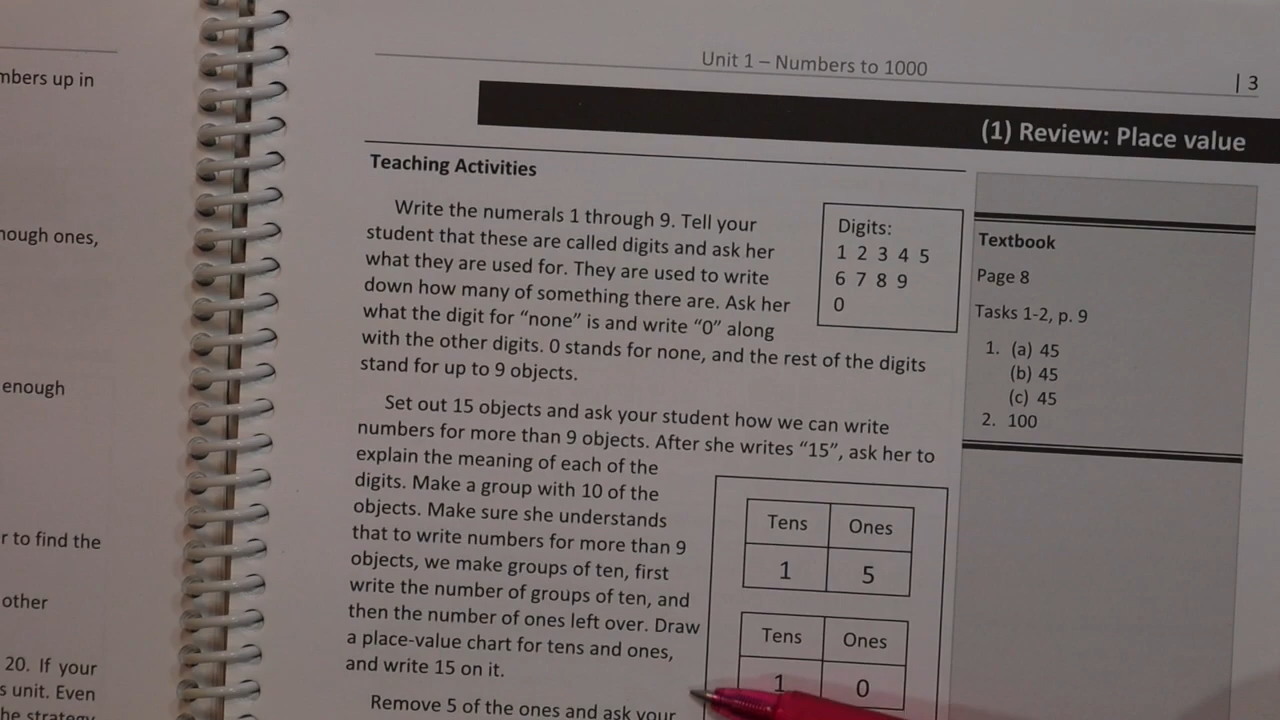 mbers up in
nough ones,
enough
r to find the
other
20. If your
s unit. Even
he strategy
Unit 1 – Numbers to 1000
| 3
(1) Review: Place value
Teaching Activities
Write the numerals 1 through 9. Tell your
student that these are called digits and ask her
what they are used for. They are used to write
down how many of something there are. Ask her
what the digit for “none” is and write “0” along
with the other digits. 0 stands for none, and the rest of the digits
stand for up to 9 objects.
Digits:
1 2 3 4 5
6 7 8 9
0
Set out 15 objects and ask your student how we can write
numbers for more than 9 objects. After she writes “15”, ask her to
explain the meaning of each of the
digits. Make a group with 10 of the
objects. Make sure she understands
that to write numbers for more than 9
objects, we make groups of ten, first
write the number of groups of ten, and
then the number of ones left over. Draw
a place-value chart for tens and ones,
and write 15 on it.
Remove 5 of the ones and ask your
Tens Ones
1 5
Tens Ones
1 0
Textbook
Page 8
Tasks 1-2, p. 9
1. (a) 45
(b) 45
(c) 45
2. 100